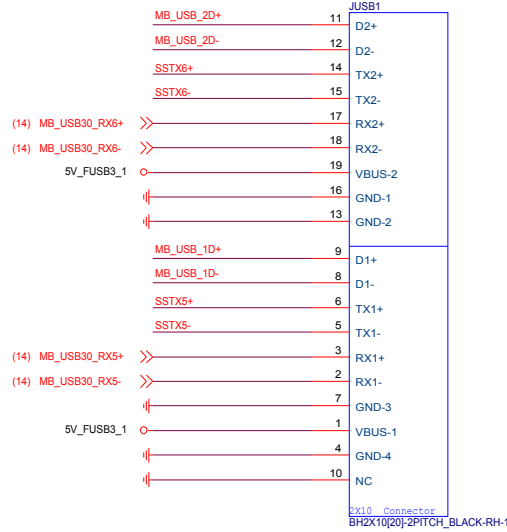 JUSB1
MB_USB_2D+ 11 D2+
MB_USB_2D- 12 D2-
SSTX6+ 14 TX2+
SSTX6- 15 TX2-
(14) MB_USB30_RX6+ 17 RX2+
(14) MB_USB30_RX6- 18 RX2-
5V_FUSB3_1 19 VBUS-2
16 GND-1
13 GND-2
MB_USB_1D+ 9 D1+
MB_USB_1D- 8 D1-
SSTX5+ 6 TX1+
SSTX5- 5 TX1-
(14) MB_USB30_RX5+ 3 RX1+
(14) MB_USB30_RX5- 2 RX1-
7 GND-3
5V_FUSB3_1 1 VBUS-1
4 GND-4
10 NC
2X10 Connector
BH2X10[20]-2PITCH_BLACK-RH-1